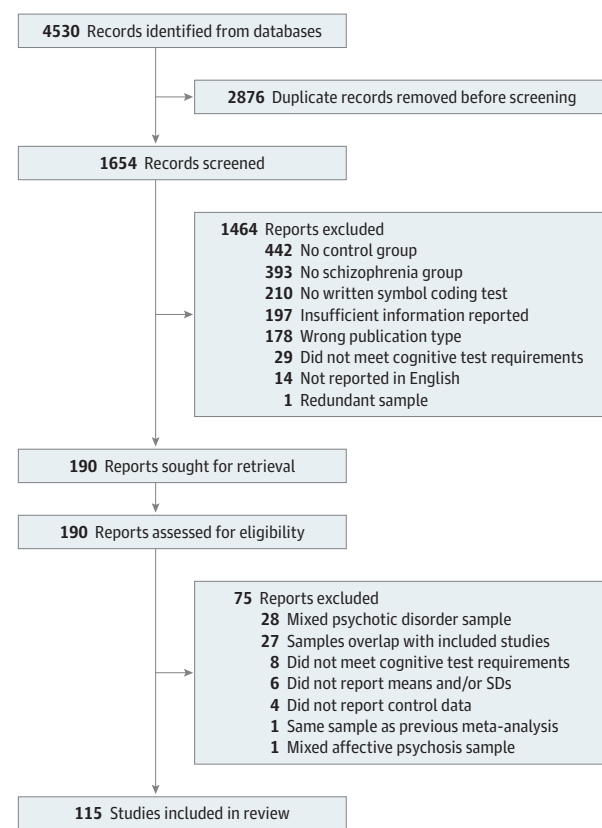 4530 Records identified from databases
2876 Duplicate records removed before screening
1654 Records screened
1464 Reports excluded
442 No control group
393 No schizophrenia group
210 No written symbol coding test
197 Insufficient information reported
178 Wrong publication type
29 Did not meet cognitive test requirements
14 Not reported in English
1 Redundant sample
190 Reports sought for retrieval
190 Reports assessed for eligibility
75 Reports excluded
28 Mixed psychotic disorder sample
27 Samples overlap with included studies
8 Did not meet cognitive test requirements
6 Did not report means and/or SDs
4 Did not report control data
1 Same sample as previous meta-analysis
1 Mixed affective psychosis sample
115 Studies included in review